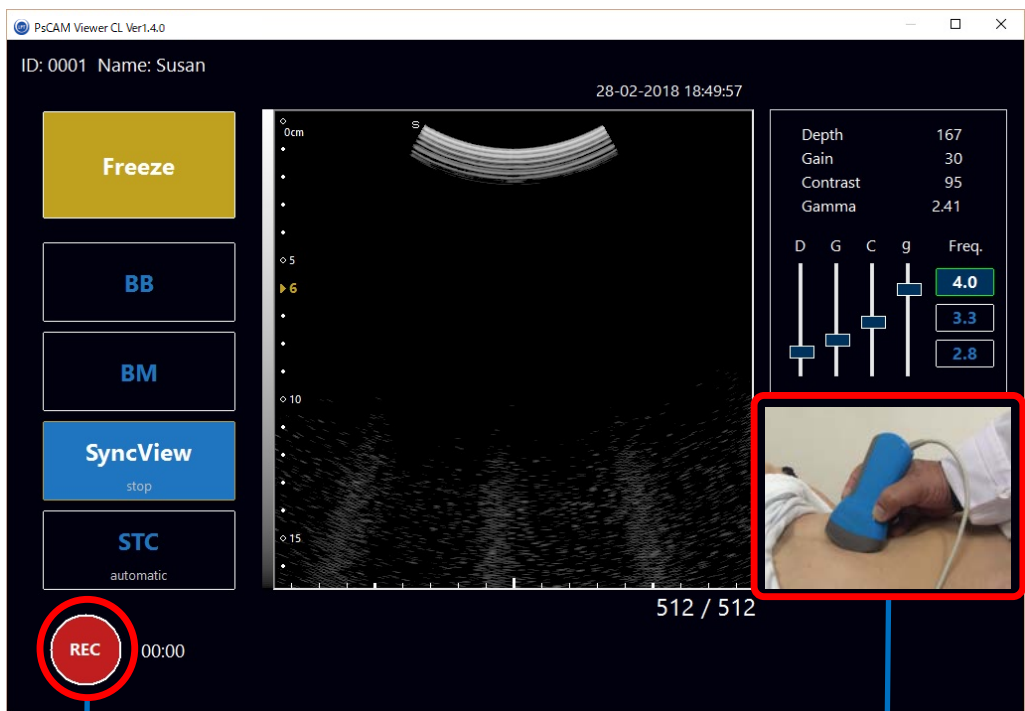 PsCAM Viewer CL Ver1.4.0
ID: 0001 Name: Susan
28-02-2018 18:49:57
Freeze
BB
BM
SyncView
stop
STC
automatic
REC
00:00
0cm
S
5
6
10
15
512 / 512
Depth 167
Gain 30
Contrast 95
Gamma 2.41
D G C g Freq.
4.0
3.3
2.8